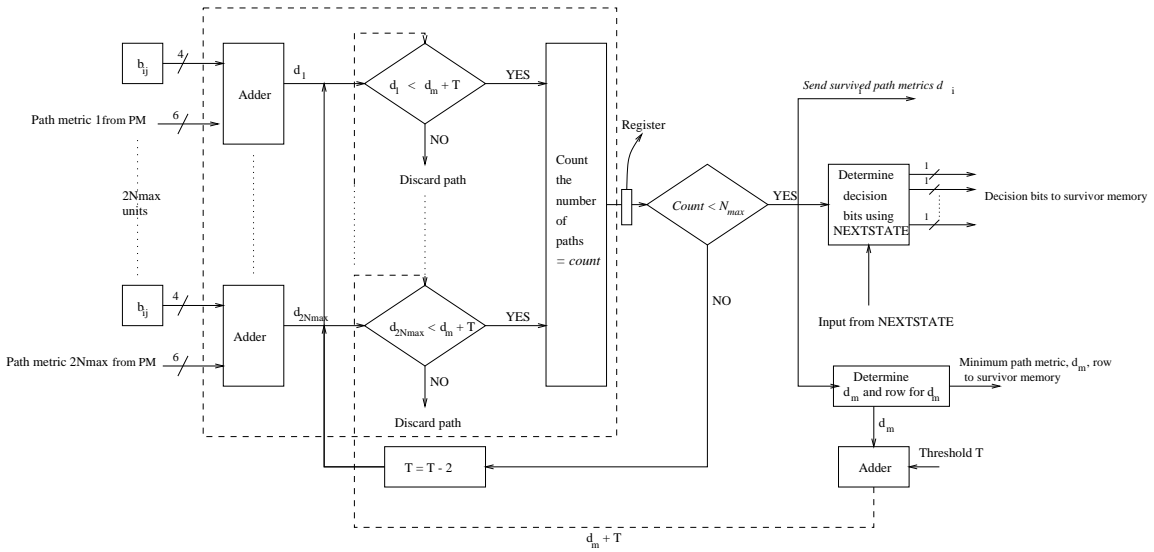 b ij
4
Path metric 1from PM
6
Adder
d 1
d 1 < d m + T
YES
NO
Discard path
2Nmax
units
b ij
4
Path metric 2Nmax from PM
6
Adder
d 2Nmax
d 2Nmax < d m + T
YES
NO
Discard path
Count
the
number
of
paths
= count
Register
Count < N max
YES
NO
T = T - 2
Send survived path metrics d i
Determine
decision
bits using
NEXTSTATE
1
1
1
Decision bits to survivor memory
Input from NEXTSTATE
Determine
d m and row for d m
Minimum path metric, d m , row
to survivor memory
d m
Adder
Threshold T
d m + T